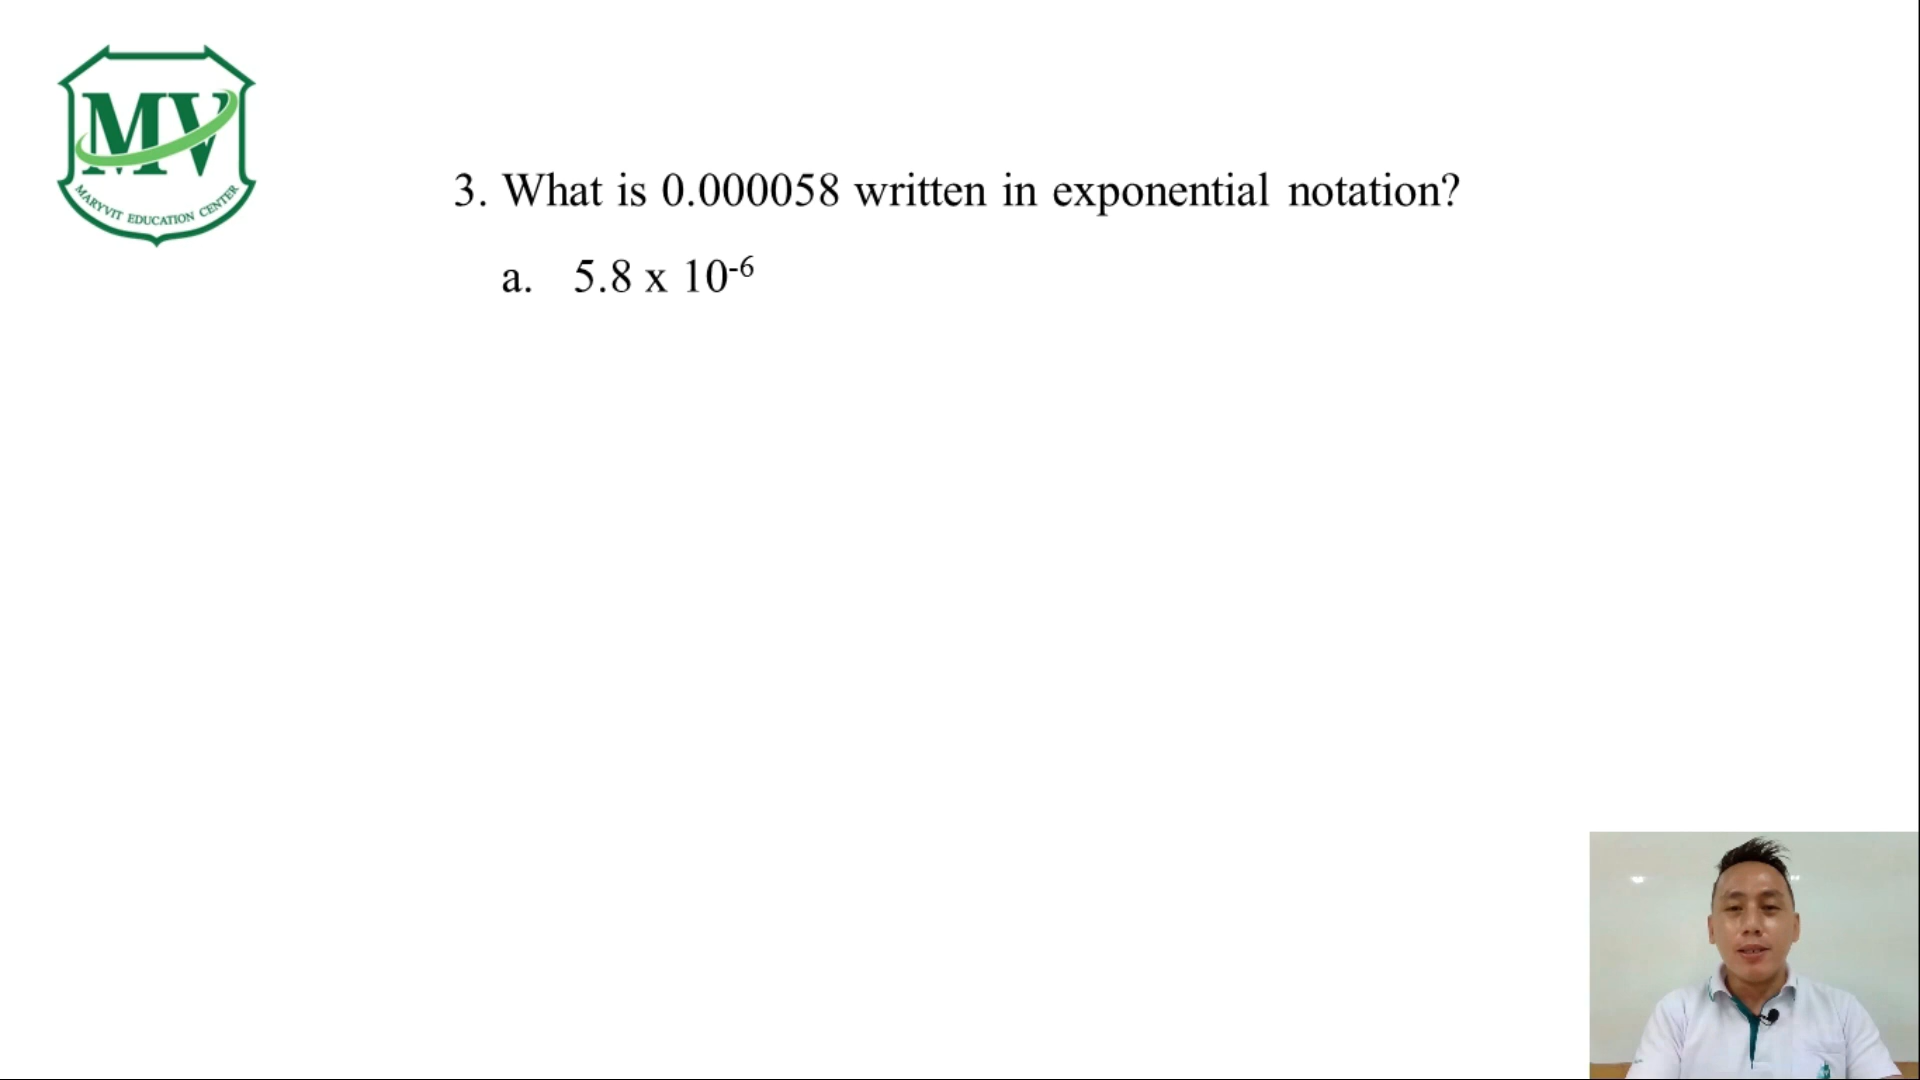 MV
MARYVIT EDUCATION CENTER
3. What is 0.000058 written in exponential notation?
a. 5.8 x 10⁻⁶